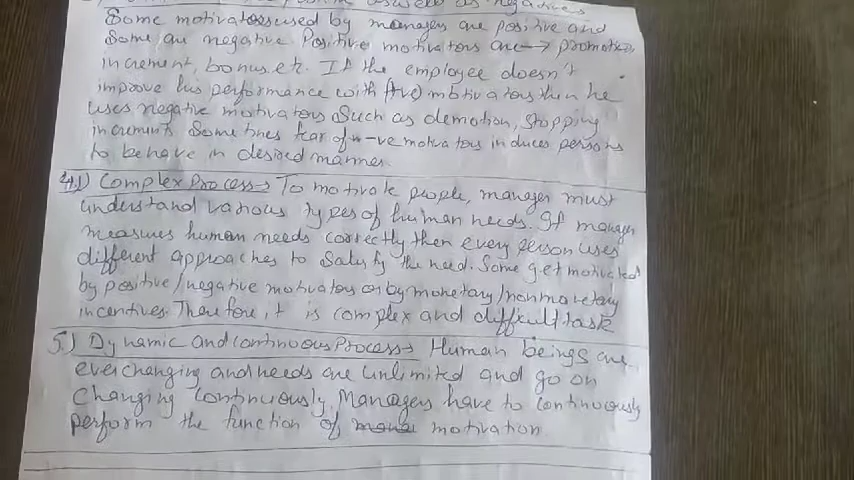 as well as negatives
Some motivators used by managers are positive and
Some are negative. Positive motivators are → promotion
increment, bonus etc. If the employee doesn't
improve his performance with (+ve) motivators then he
uses negative motivators Such as demotion, stopping
increments. Sometimes fear of -ve motivators induces persons
to behave in desired manner.
4.) Complex Process → To motivate people, manager must
understand various types of human needs. If manager
measures human needs correctly then every person uses
different approaches to satisfy the need. Some get motivated
by positive/negative motivators or by monetary/nonmonetary
incentives. Therefore, it is complex and difficult task
5.) Dynamic and continuous Process → Human beings are
everchanging and needs are unlimited and go on
changing continuously. Managers have to continuously
perform the function of motivation